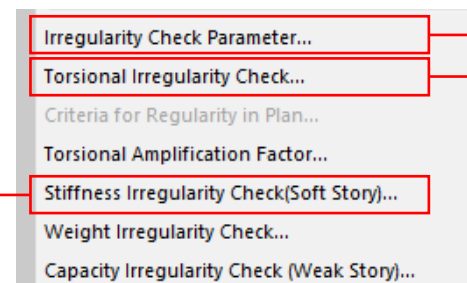 Irregularity Check Parameter...
Torsional Irregularity Check...
Criteria for Regularity in Plan...
Torsional Amplification Factor...
Stiffness Irregularity Check(Soft Story)...
Weight Irregularity Check...
Capacity Irregularity Check (Weak Story)...